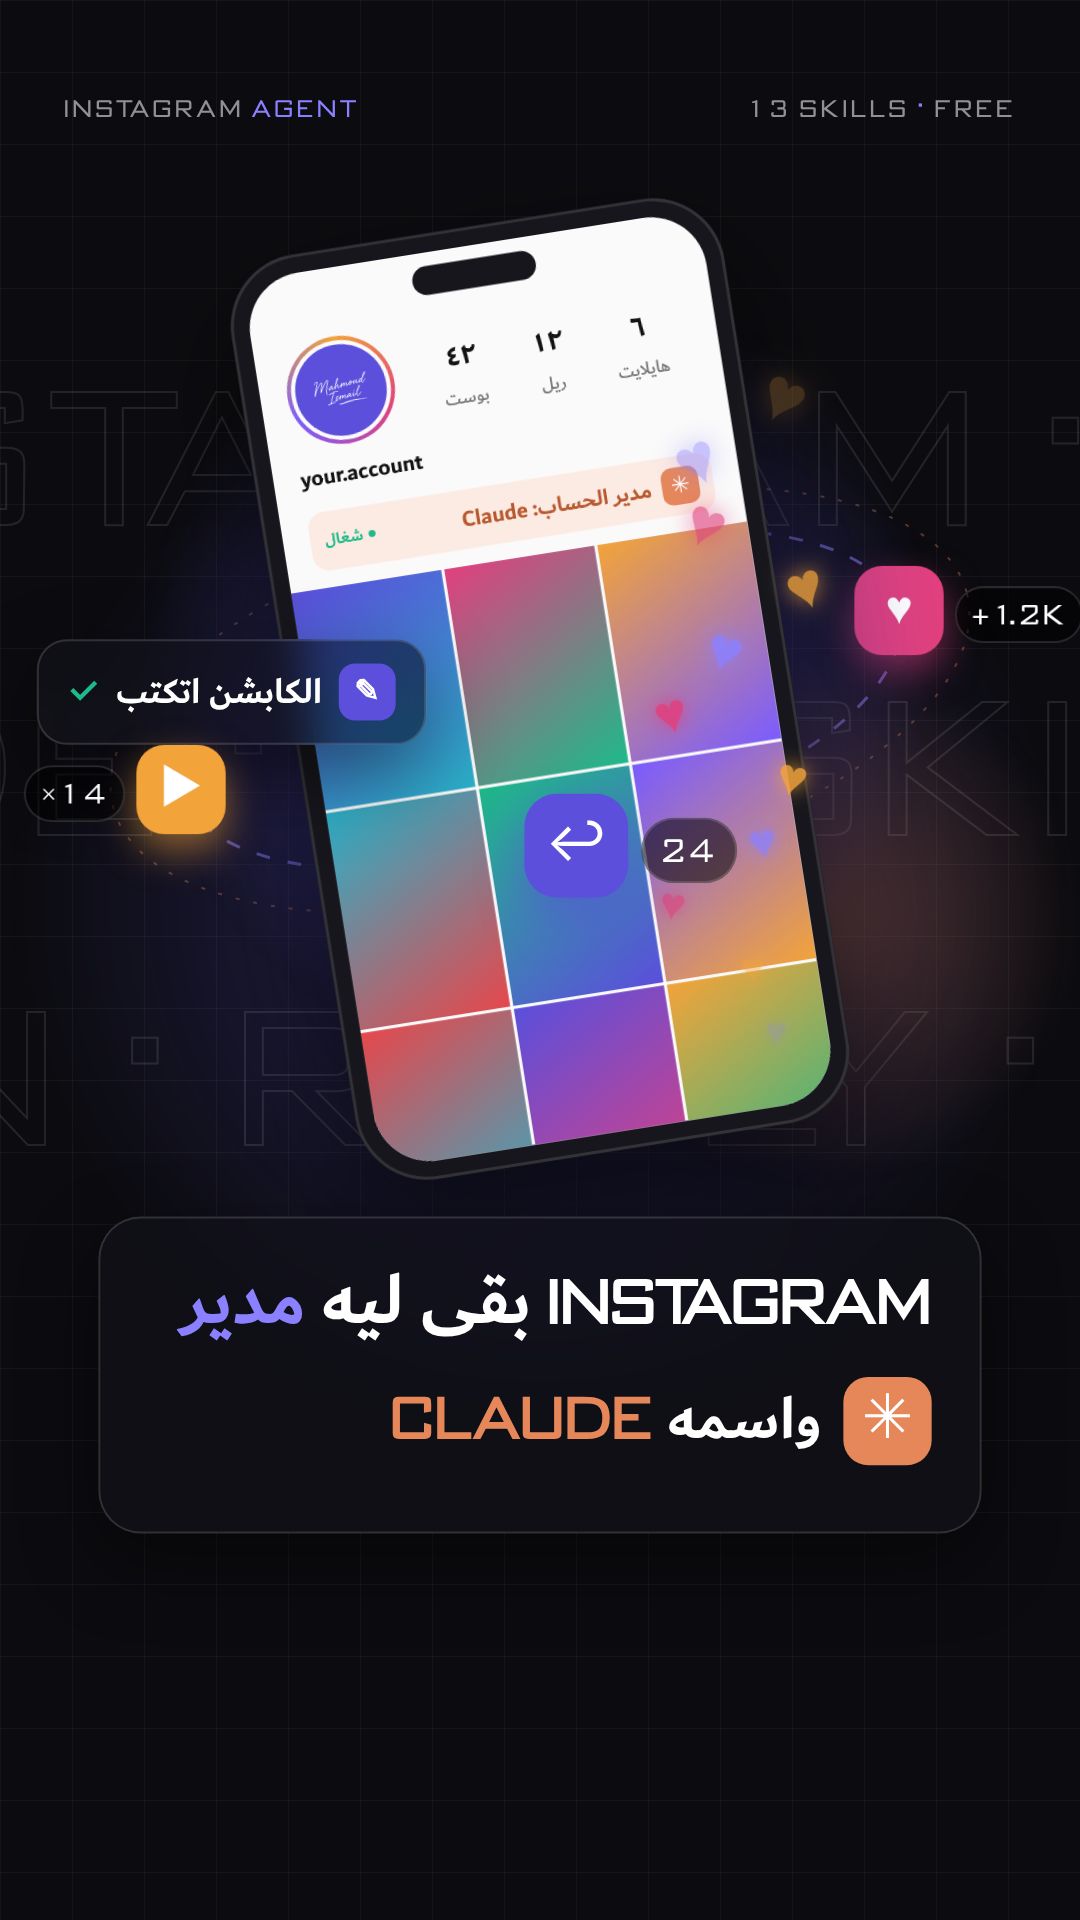 INSTAGRAM AGENT
13 SKILLS · FREE
٤٢
١٢
٦
بوست
ريل
هايلايت
Mahmoud
Ismail
your.account
مدير الحساب: Claude
شغال
+1.2K
الكابشن اتكتب
×14
24
INSTAGRAM بقى ليه مدير
واسمه CLAUDE